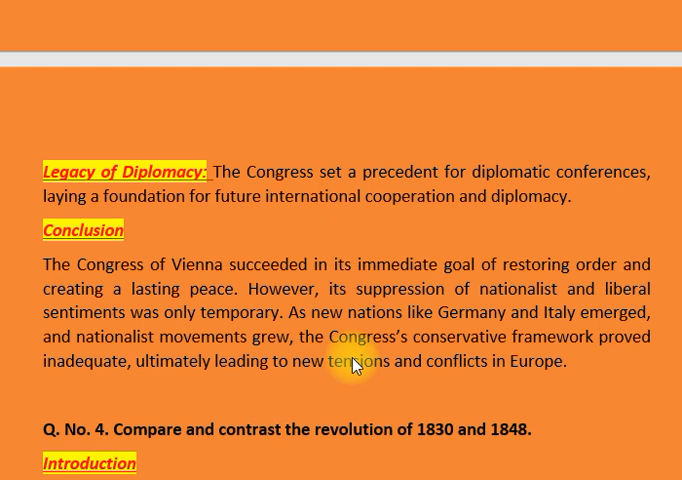 Legacy of Diplomacy: The Congress set a precedent for diplomatic conferences,
laying a foundation for future international cooperation and diplomacy.
Conclusion
The Congress of Vienna succeeded in its immediate goal of restoring order and
creating a lasting peace. However, its suppression of nationalist and liberal
sentiments was only temporary. As new nations like Germany and Italy emerged,
and nationalist movements grew, the Congress’s conservative framework proved
inadequate, ultimately leading to new tensions and conflicts in Europe.
Q. No. 4. Compare and contrast the revolution of 1830 and 1848.
Introduction